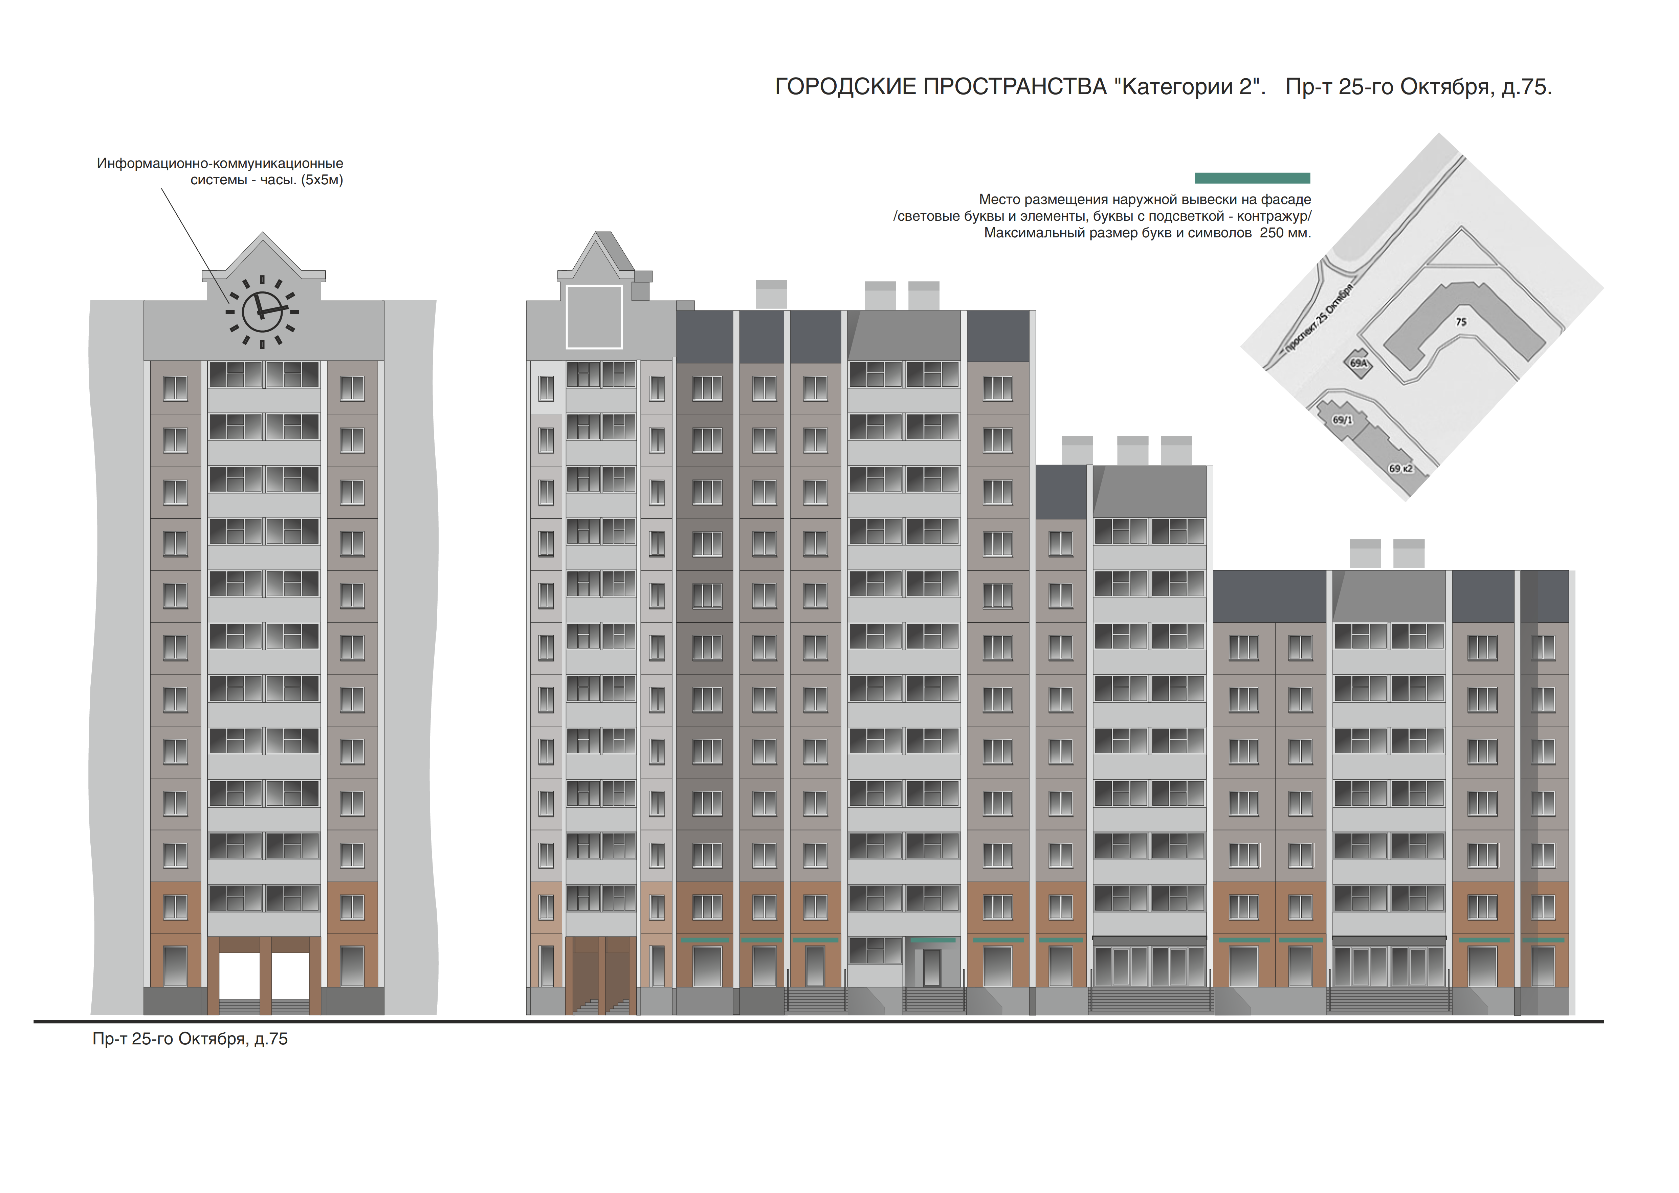 ГОРОДСКИЕ ПРОСТРАНСТВА "Категории 2". Пр-т 25-го Октября, д.75.
Информационно-коммуникационные
системы - часы. (5х5м)
Место размещения наружной вывески на фасаде
/световые буквы и элементы, буквы с подсветкой - контражур/
Максимальный размер букв и символов 250 мм.
проспект 25 Октября
75
69А
69/1
69 к2
Пр-т 25-го Октября, д.75